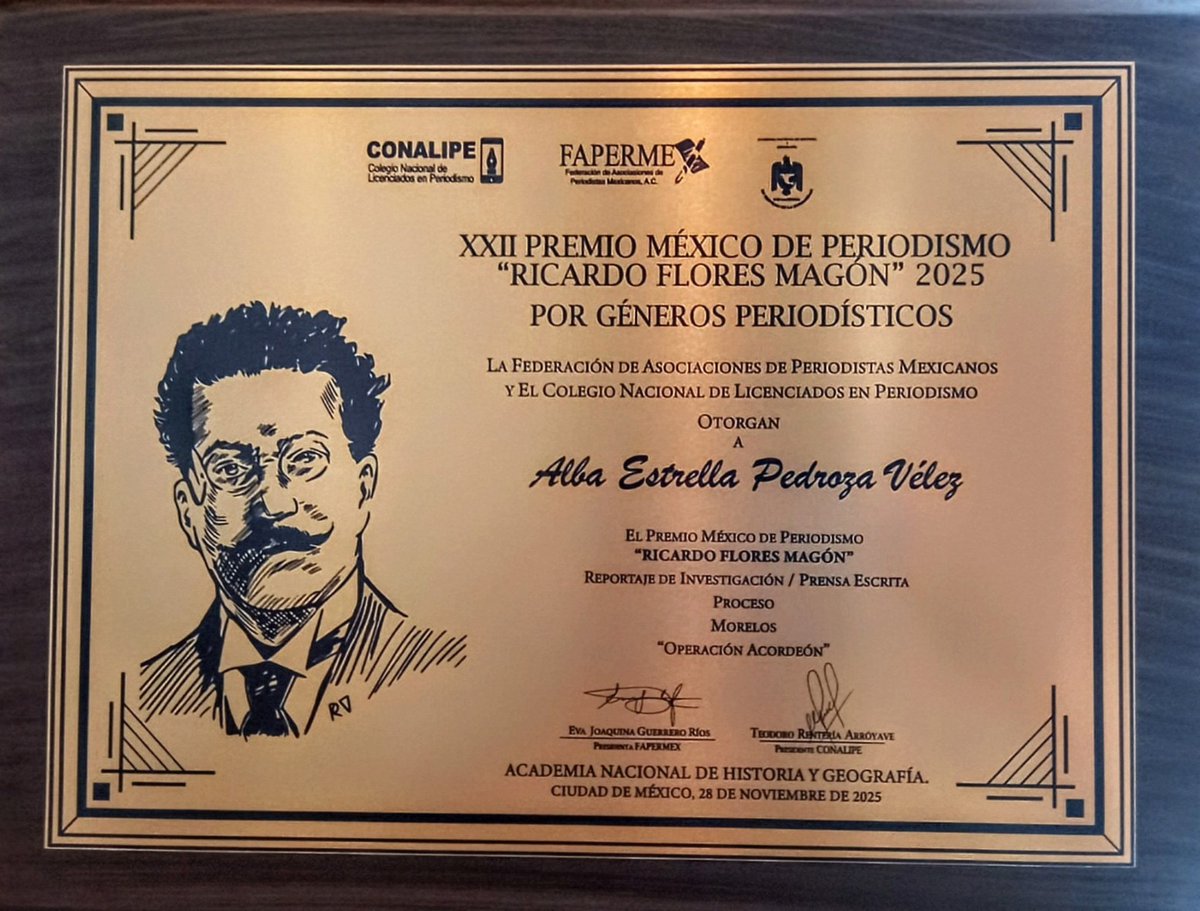 CONALIPE
Colegio Nacional de
Licenciados en Periodismo
FAPERMEX
Federación de Asociaciones de
Periodistas Mexicanos, A.C.
XXII PREMIO MÉXICO DE PERIODISMO
“RICARDO FLORES MAGÓN” 2025
POR GÉNEROS PERIODÍSTICOS
LA FEDERACIÓN DE ASOCIACIONES DE PERIODISTAS MEXICANOS
Y EL COLEGIO NACIONAL DE LICENCIADOS EN PERIODISMO
OTORGAN
A
Alba Estrella Pedroza Vélez
EL PREMIO MÉXICO DE PERIODISMO
“RICARDO FLORES MAGÓN”
REPORTAJE DE INVESTIGACIÓN / PRENSA ESCRITA
PROCESO
MORELOS
“OPERACIÓN ACORDEÓN”
RD
EVA JOAQUINA GUERRERO RÍOS
PRESIDENTA FAPERMEX
TEODORO RENTERÍA ARRÓYAVE
PRESIDENTE CONALIPE
ACADEMIA NACIONAL DE HISTORIA Y GEOGRAFÍA.
CIUDAD DE MÉXICO, 28 DE NOVIEMBRE DE 2025